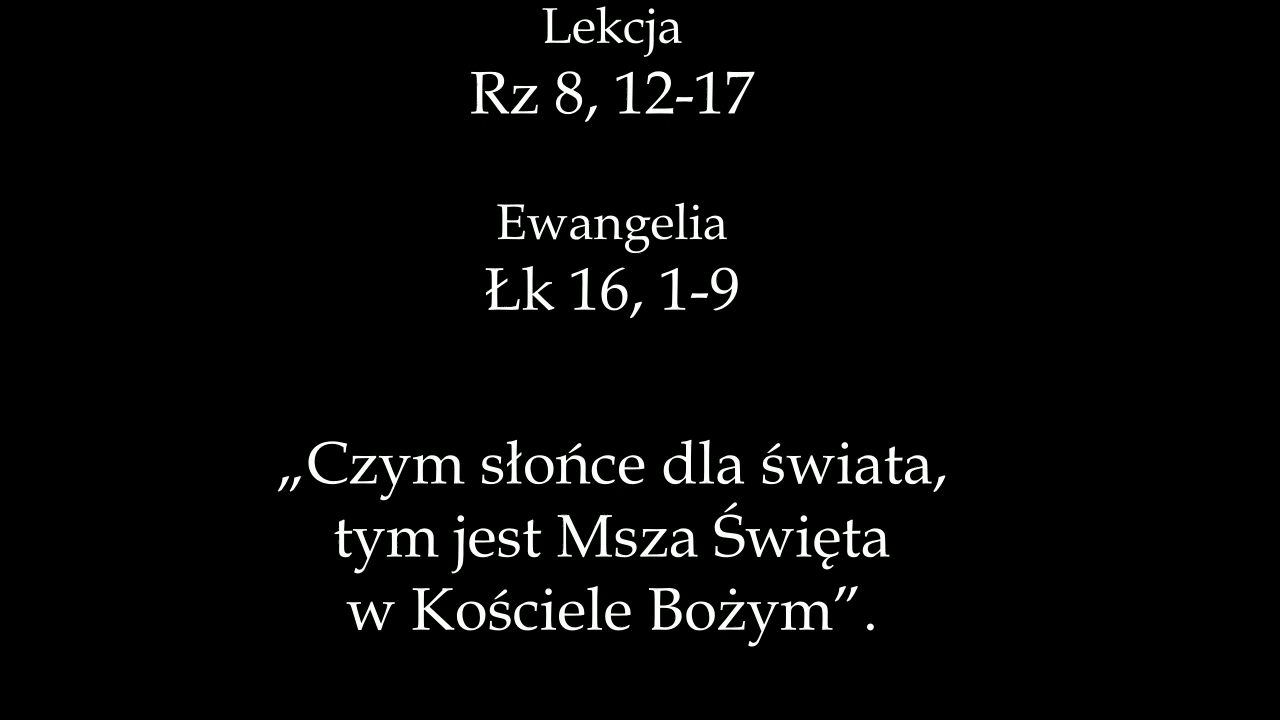 Lekcja
Rz 8, 12-17
Ewangelia
Łk 16, 1-9
„Czym słońce dla świata,
tym jest Msza Święta
w Kościele Bożym”.